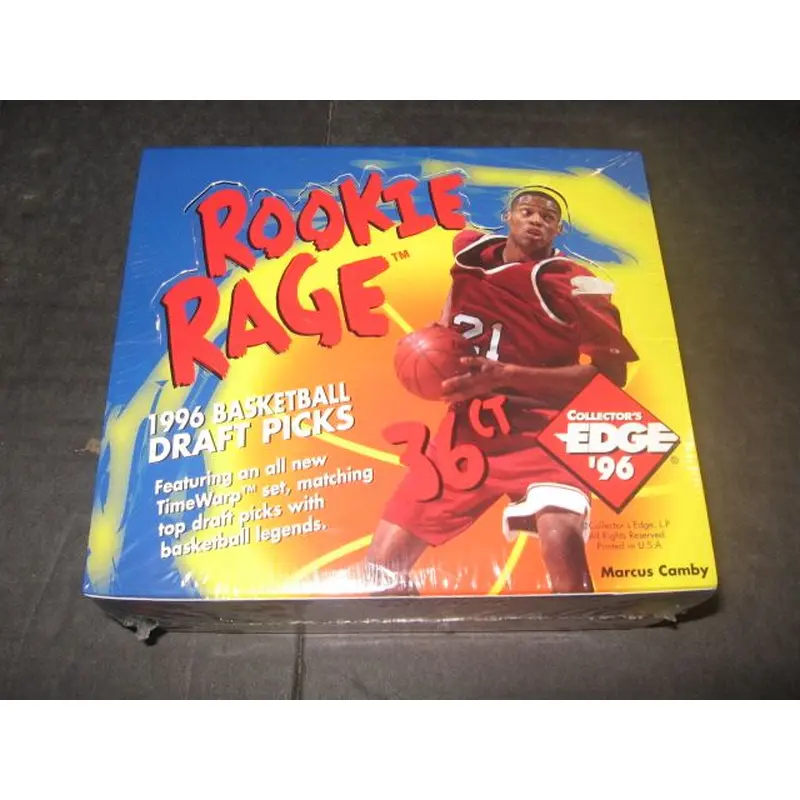 ROOKIE
RAGE™
1996 BASKETBALL
DRAFT PICKS
Featuring an all new
TimeWarp™ set, matching
top draft picks with
basketball legends.
21
36 CT
COLLECTOR'S
EDGE®
'96
Collector's Edge, L.P.
All Rights Reserved.
Printed in U.S.A.
Marcus Camby